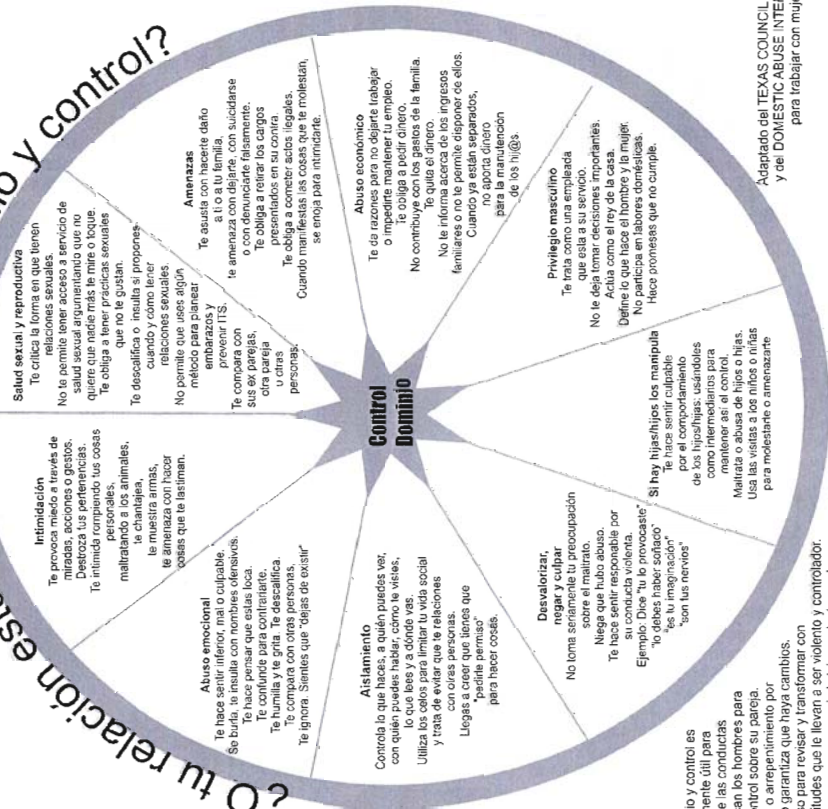 ¿O tu relación est
io y control?
Salud sexual y reproductiva
Te critica la forma en que tienen
relaciones sexuales.
No te permite tener acceso a servicio de
salud sexual argumentando que no
quiere que nadie más te mire o toque.
Te obliga a tener prácticas sexuales
que no te gustan.
Te descalifica o insulta si propones
cuando y cómo tener
relaciones sexuales.
No permite que uses algún
método para planear
embarazos y
prevenir ITS.
Te compara con
sus ex parejas,
otra pareja
u otras
personas.
Amenazas
Te asusta con hacerte daño
a ti o a tu familia,
te amenaza con dejarte, con suicidarse
o con denunciarte falsamente.
Te obliga a retirar los cargos
presentados en su contra.
Te obliga a cometer actos ilegales.
Cuando manifiestas las cosas que te molestan,
se enoja para intimidarte.
Abuso económico
Te da razones para no dejarte trabajar
o impedirte mantener tu empleo.
Te obliga a pedir dinero.
No contribuye con los gastos de la familia.
Te quita el dinero.
No te informa acerca de los ingresos
familiares o no te permite disponer de ellos.
Cuando ya están separados,
no aporta dinero
para la manutención
de los hij@s.
Privilegio masculino
Te trata como una empleada
que esta a su servicio.
No te deja tomar decisiones importantes.
Actúa como el rey de la casa.
Define lo que hace el hombre y la mujer.
No participa en labores domésticas.
Hace promesas que no cumple.
Si hay hijas/hijos los manipula
Te hace sentir culpable
por el comportamiento
de los hijos/hijas; usándoles
como intermediarios para
mantener así el control.
Maltrata o abusa de hijos o hijas.
Usa las visitas a los niños o niñas
para molestarte o amenazarte
Desvalorizar,
negar y culpar
No toma seriamente tu preocupación
sobre el maltrato.
Niega que hubo abuso.
Te hace sentir responsable por
su conducta violenta.
Ejemplo: Dice "tu lo provocaste"
"lo debes haber soñado"
"es tu imaginación"
"son tus nervios"
Aislamiento
Controla lo que haces, a quién puedes ver,
con quién puedes hablar, cómo te vistes,
lo que lees y a dónde vas.
Utiliza los celos para limitar tu vida social
y trata de evitar que te relaciones
con otras personas.
Llegas a creer que tienes que
"pedirle permiso"
para hacer cosas.
Abuso emocional
Te hace sentir inferior, mal o culpable.
Se burla, te insulta con nombres ofensivos.
Te hace pensar que estas loca.
Te confunde para contrariarte.
Te humilla y te grita. Te descalifica.
Te compara con otras personas,
Te ignora. Sientes que "dejas de existir"
Intimidación
Te provoca miedo a través de
miradas, acciones o gestos.
Destroza tus pertenencias.
Te intimida rompiendo tus cosas
personales,
maltratando a los animales,
te chantajea,
te muestra armas,
te amenaza con hacer
cosas que te lastiman.
Control
Dominio
io y control es
ente útil para
e las conductas
an los hombres para
ntrol sobre su pareja.
o arrepentimiento por
o garantiza que haya cambios.
so para revisar y transformar con
itudes que le llevan a ser violento y controlador.
Adaptado del TEXAS COUNCIL
y del DOMESTIC ABUSE INTE
para trabajar con muj